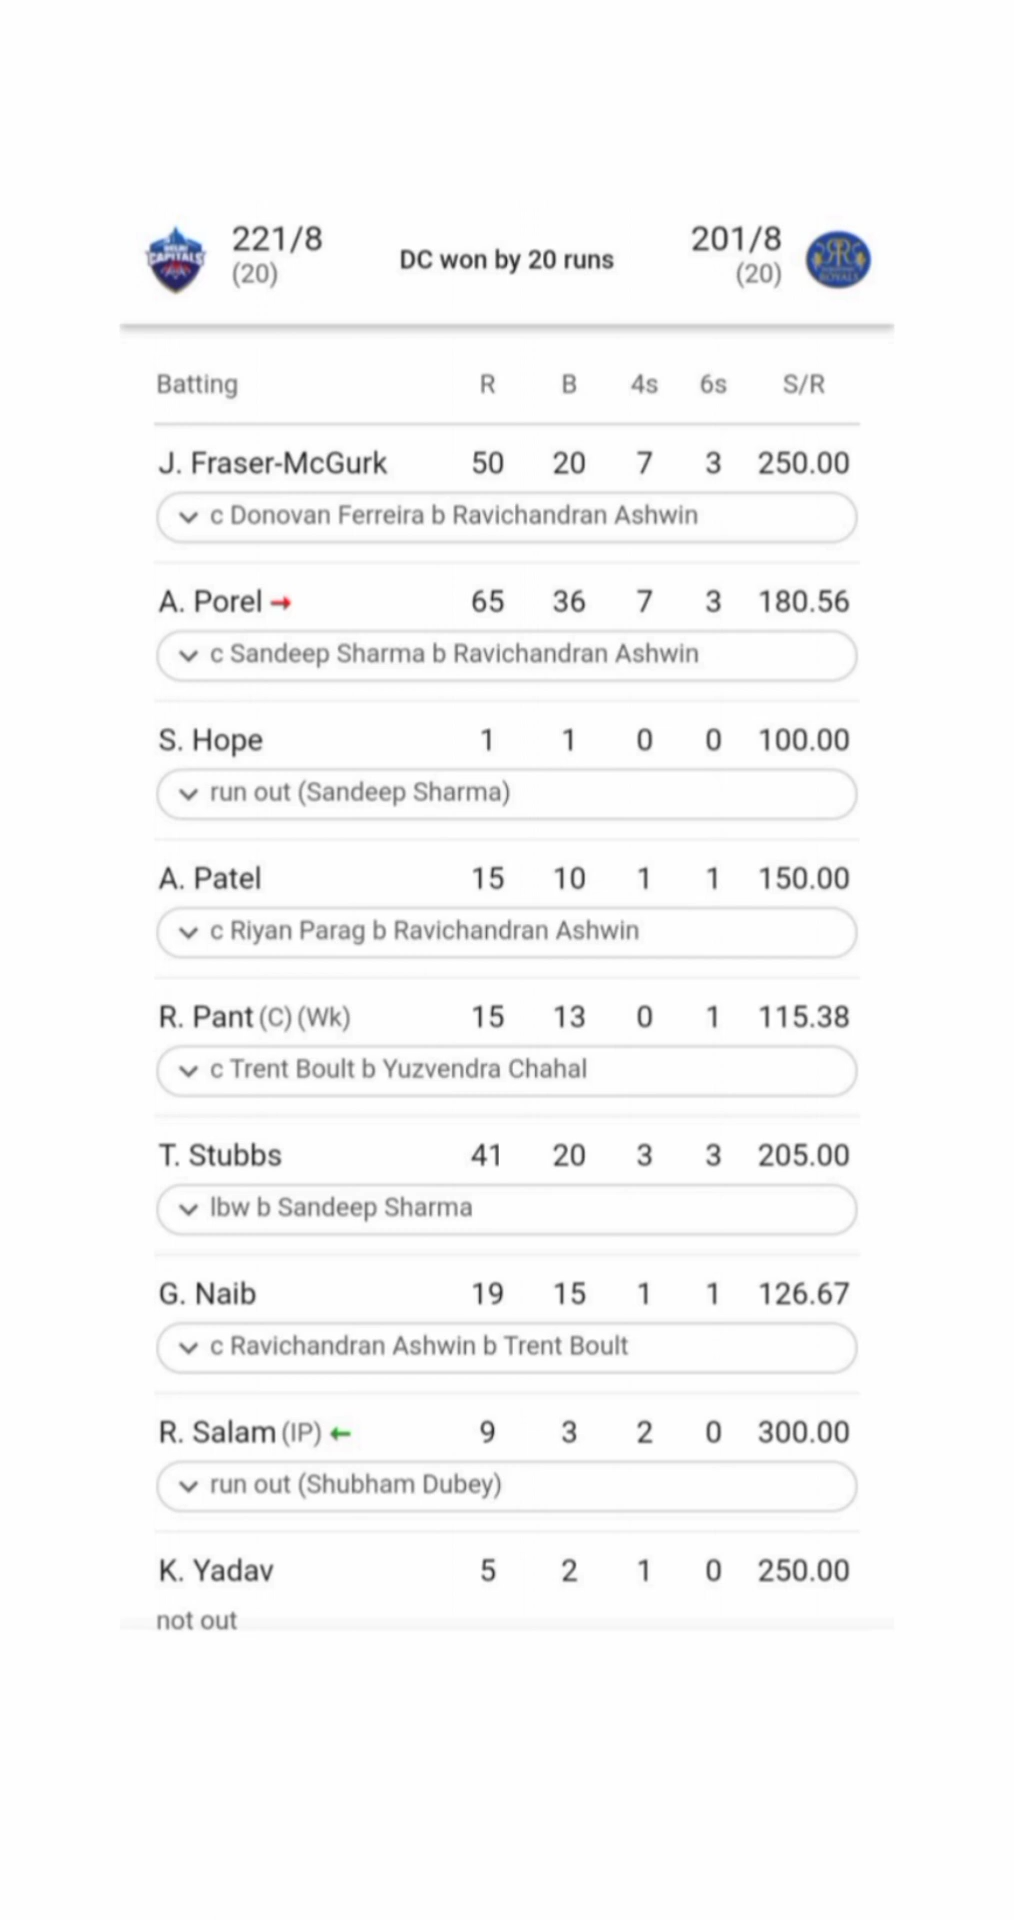 DELHI
CAPITALS
221/8
(20)
DC won by 20 runs
201/8
(20)
RR
ROYALS
Batting R B 4s 6s S/R
J. Fraser-McGurk 50 20 7 3 250.00
c Donovan Ferreira b Ravichandran Ashwin
A. Porel → 65 36 7 3 180.56
c Sandeep Sharma b Ravichandran Ashwin
S. Hope 1 1 0 0 100.00
run out (Sandeep Sharma)
A. Patel 15 10 1 1 150.00
c Riyan Parag b Ravichandran Ashwin
R. Pant (C) (Wk) 15 13 0 1 115.38
c Trent Boult b Yuzvendra Chahal
T. Stubbs 41 20 3 3 205.00
lbw b Sandeep Sharma
G. Naib 19 15 1 1 126.67
c Ravichandran Ashwin b Trent Boult
R. Salam (IP) ← 9 3 2 0 300.00
run out (Shubham Dubey)
K. Yadav 5 2 1 0 250.00
not out